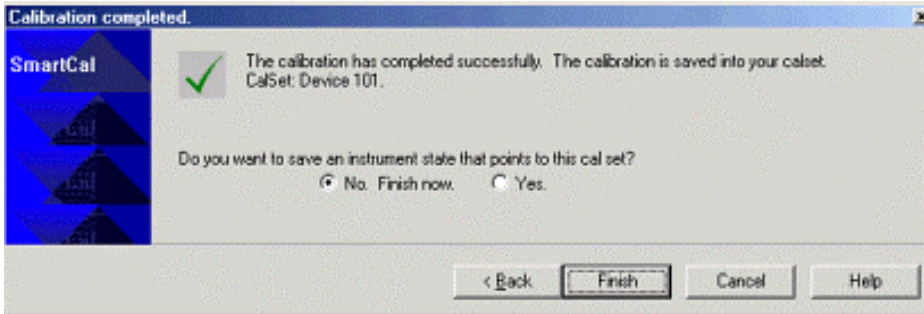 Calibration completed.
SmartCal
The calibration has completed successfully. The calibration is saved into your calset.
CalSet: Device 101.
Do you want to save an instrument state that points to this cal set?
No. Finish now.
Yes.
< Back
Finish
Cancel
Help